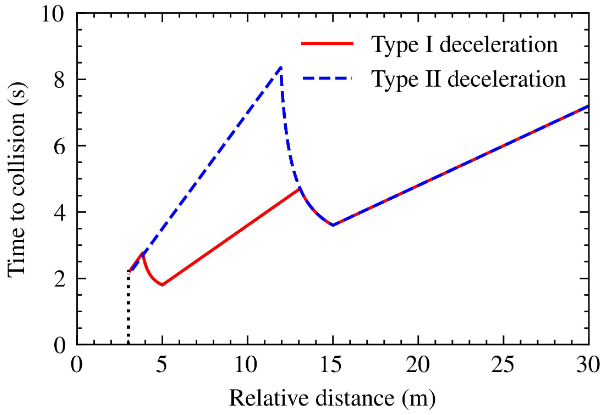 10
Type I deceleration
Type II deceleration
8
6
4
2
0
Time to collision (s)
0 5 10 15 20 25 30
Relative distance (m)